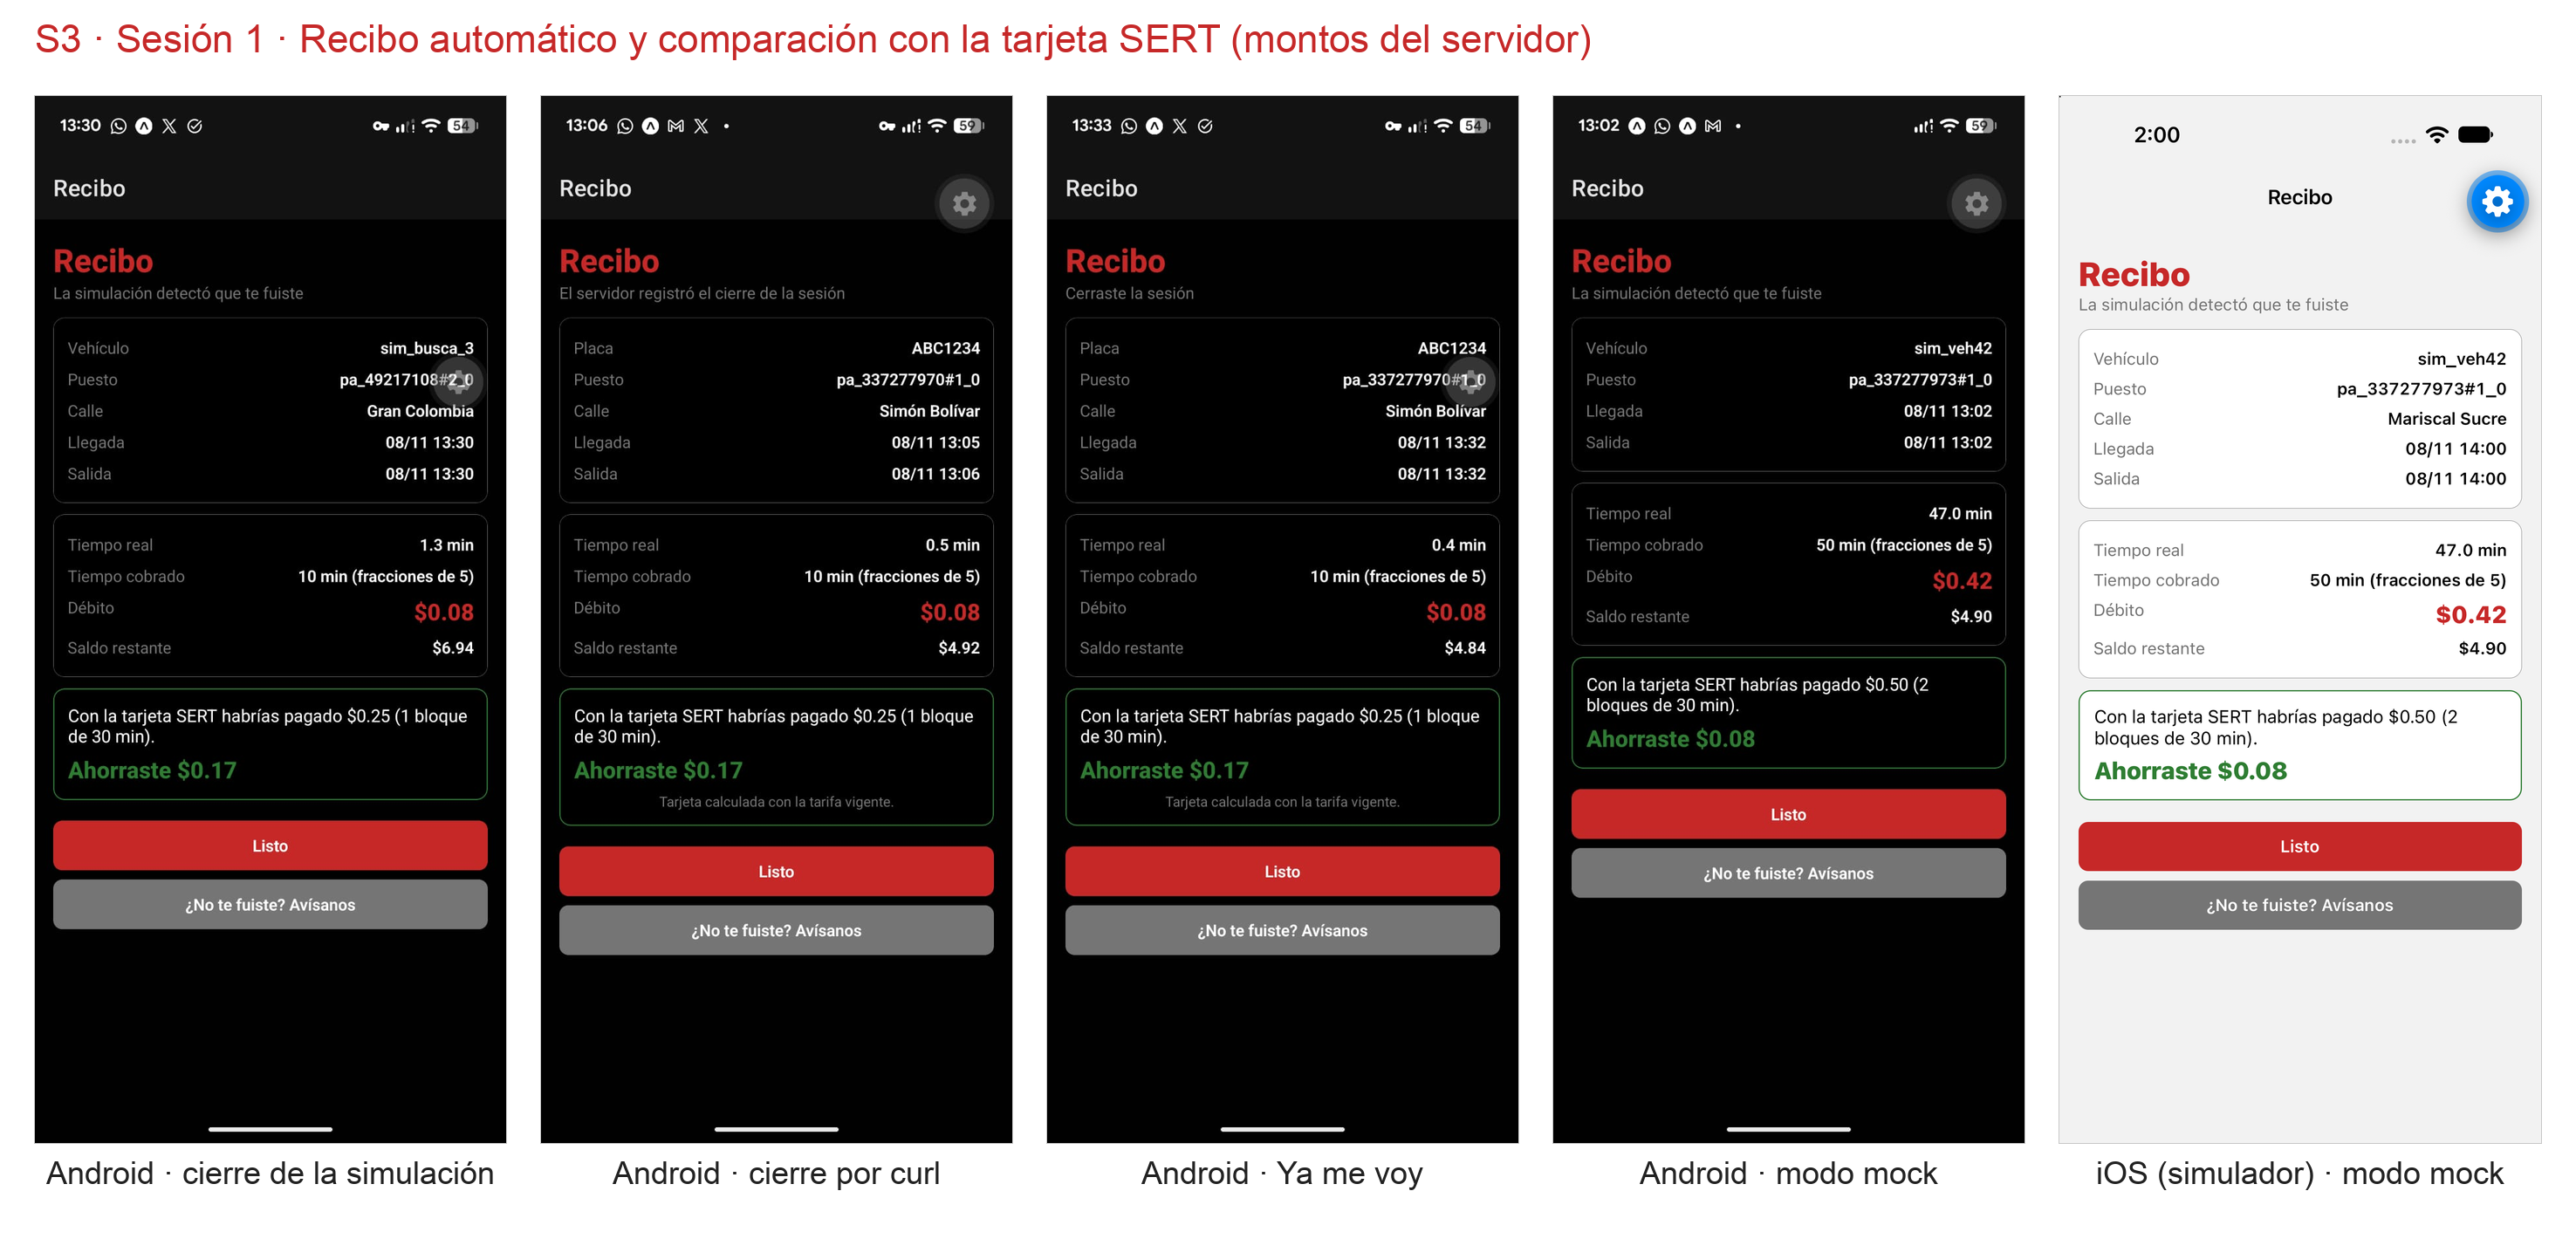 S3 · Sesión 1 · Recibo automático y comparación con la tarjeta SERT (montos del servidor)
13:30
54
Recibo
Recibo
La simulación detectó que te fuiste
Vehículo sim_busca_3
Puesto pa_49217108#2_0
Calle Gran Colombia
Llegada 08/11 13:30
Salida 08/11 13:30
Tiempo real 1.3 min
Tiempo cobrado 10 min (fracciones de 5)
Débito $0.08
Saldo restante $6.94
Con la tarjeta SERT habrías pagado $0.25 (1 bloque
de 30 min).
Ahorraste $0.17
Listo
¿No te fuiste? Avísanos
Android · cierre de la simulación
13:06
59
Recibo
Recibo
El servidor registró el cierre de la sesión
Placa ABC1234
Puesto pa_337277970#1_0
Calle Simón Bolívar
Llegada 08/11 13:05
Salida 08/11 13:06
Tiempo real 0.5 min
Tiempo cobrado 10 min (fracciones de 5)
Débito $0.08
Saldo restante $4.92
Con la tarjeta SERT habrías pagado $0.25 (1 bloque
de 30 min).
Ahorraste $0.17
Tarjeta calculada con la tarifa vigente.
Listo
¿No te fuiste? Avísanos
Android · cierre por curl
13:33
54
Recibo
Recibo
Cerraste la sesión
Placa ABC1234
Puesto pa_337277970#1_0
Calle Simón Bolívar
Llegada 08/11 13:32
Salida 08/11 13:32
Tiempo real 0.4 min
Tiempo cobrado 10 min (fracciones de 5)
Débito $0.08
Saldo restante $4.84
Con la tarjeta SERT habrías pagado $0.25 (1 bloque
de 30 min).
Ahorraste $0.17
Tarjeta calculada con la tarifa vigente.
Listo
¿No te fuiste? Avísanos
Android · Ya me voy
13:02
59
Recibo
Recibo
La simulación detectó que te fuiste
Vehículo sim_veh42
Puesto pa_337277973#1_0
Llegada 08/11 13:02
Salida 08/11 13:02
Tiempo real 47.0 min
Tiempo cobrado 50 min (fracciones de 5)
Débito $0.42
Saldo restante $4.90
Con la tarjeta SERT habrías pagado $0.50 (2
bloques de 30 min).
Ahorraste $0.08
Listo
¿No te fuiste? Avísanos
Android · modo mock
2:00
Recibo
Recibo
La simulación detectó que te fuiste
Vehículo sim_veh42
Puesto pa_337277973#1_0
Calle Mariscal Sucre
Llegada 08/11 14:00
Salida 08/11 14:00
Tiempo real 47.0 min
Tiempo cobrado 50 min (fracciones de 5)
Débito $0.42
Saldo restante $4.90
Con la tarjeta SERT habrías pagado $0.50 (2
bloques de 30 min).
Ahorraste $0.08
Listo
¿No te fuiste? Avísanos
iOS (simulador) · modo mock